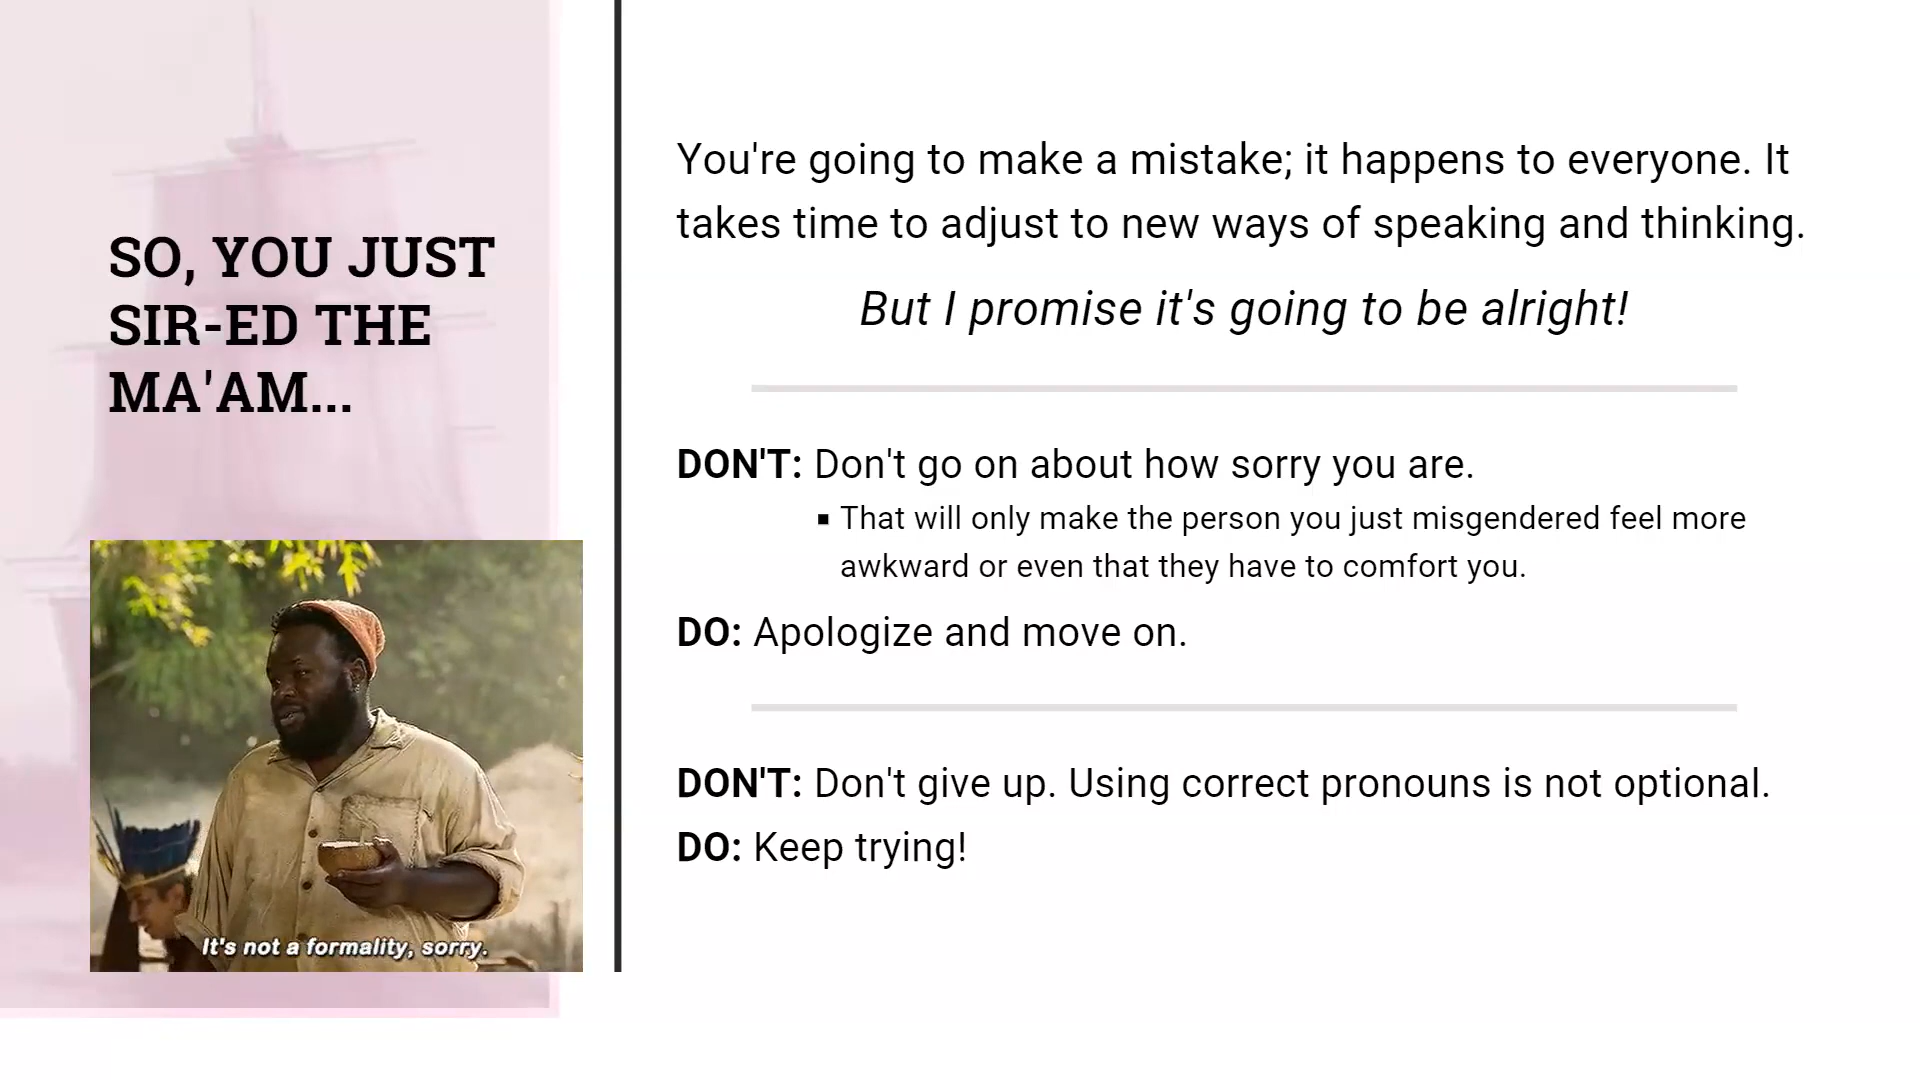 SO, YOU JUST
SIR-ED THE
MA'AM...
It's not a formality, sorry.
You're going to make a mistake; it happens to everyone. It
takes time to adjust to new ways of speaking and thinking.
But I promise it's going to be alright!
DON'T: Don't go on about how sorry you are.
▪ That will only make the person you just misgendered feel more
awkward or even that they have to comfort you.
DO: Apologize and move on.
DON'T: Don't give up. Using correct pronouns is not optional.
DO: Keep trying!